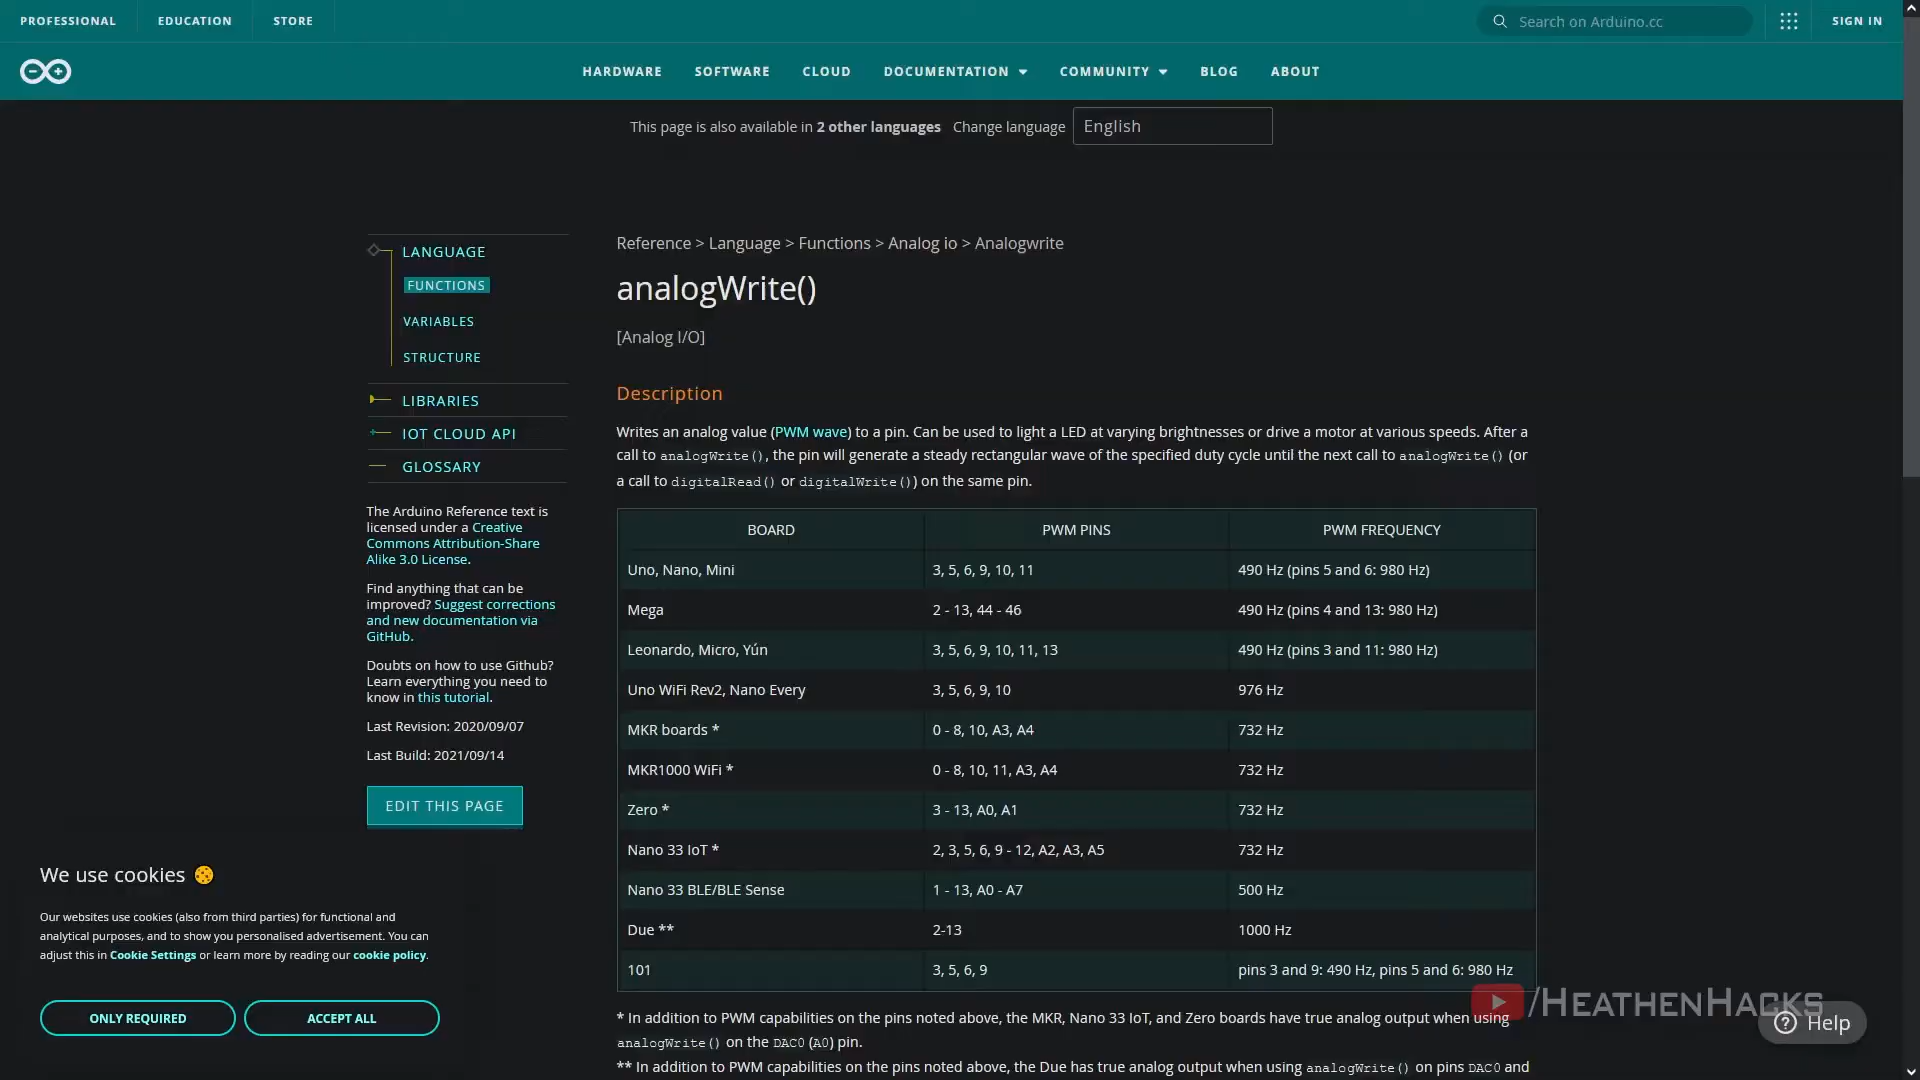 PROFESSIONAL EDUCATION STORE Search on Arduino.cc SIGN IN
HARDWARE SOFTWARE CLOUD DOCUMENTATION COMMUNITY BLOG ABOUT
This page is also available in 2 other languages Change language English
LANGUAGE
FUNCTIONS
VARIABLES
STRUCTURE
LIBRARIES
IOT CLOUD API
GLOSSARY
The Arduino Reference text is
licensed under a Creative
Commons Attribution-Share
Alike 3.0 License.
Find anything that can be
improved? Suggest corrections
and new documentation via
GitHub.
Doubts on how to use Github?
Learn everything you need to
know in this tutorial.
Last Revision: 2020/09/07
Last Build: 2021/09/14
EDIT THIS PAGE
Reference > Language > Functions > Analog io > Analogwrite
analogWrite()
[Analog I/O]
Description
Writes an analog value (PWM wave) to a pin. Can be used to light a LED at varying brightnesses or drive a motor at various speeds. After a
call to analogWrite(), the pin will generate a steady rectangular wave of the specified duty cycle until the next call to analogWrite() (or
a call to digitalRead() or digitalWrite()) on the same pin.
BOARD PWM PINS PWM FREQUENCY
Uno, Nano, Mini 3, 5, 6, 9, 10, 11 490 Hz (pins 5 and 6: 980 Hz)
Mega 2 - 13, 44 - 46 490 Hz (pins 4 and 13: 980 Hz)
Leonardo, Micro, Yún 3, 5, 6, 9, 10, 11, 13 490 Hz (pins 3 and 11: 980 Hz)
Uno WiFi Rev2, Nano Every 3, 5, 6, 9, 10 976 Hz
MKR boards * 0 - 8, 10, A3, A4 732 Hz
MKR1000 WiFi * 0 - 8, 10, 11, A3, A4 732 Hz
Zero * 3 - 13, A0, A1 732 Hz
Nano 33 IoT * 2, 3, 5, 6, 9 - 12, A2, A3, A5 732 Hz
Nano 33 BLE/BLE Sense 1 - 13, A0 - A7 500 Hz
Due ** 2-13 1000 Hz
101 3, 5, 6, 9 pins 3 and 9: 490 Hz, pins 5 and 6: 980 Hz
* In addition to PWM capabilities on the pins noted above, the MKR, Nano 33 IoT, and Zero boards have true analog output when using
analogWrite() on the DAC0 (A0) pin.
** In addition to PWM capabilities on the pins noted above, the Due has true analog output when using analogWrite() on pins DAC0 and
We use cookies
Our websites use cookies (also from third parties) for functional and
analytical purposes, and to show you personalised advertisement. You can
adjust this in Cookie Settings or learn more by reading our cookie policy.
ONLY REQUIRED ACCEPT ALL
/HEATHENHACKS
Help